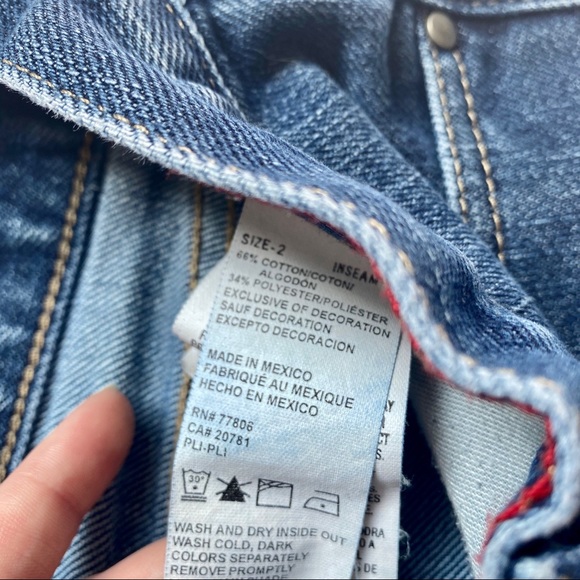 SIZE-2 INSEAM
66% COTTON/COTON/
ALGODÓN
34% POLYESTER/POLIÉSTER
EXCLUSIVE OF DECORATION
SAUF DECORATION
EXCEPTO DECORACION
MADE IN MEXICO
FABRIQUÉ AU MEXIQUE
HECHO EN MEXICO
RN# 77806
CA# 20781
PLI-PLI
30°
WASH AND DRY INSIDE OUT
WASH COLD, DARK
COLORS SEPARATELY
REMOVE PROMPTLY